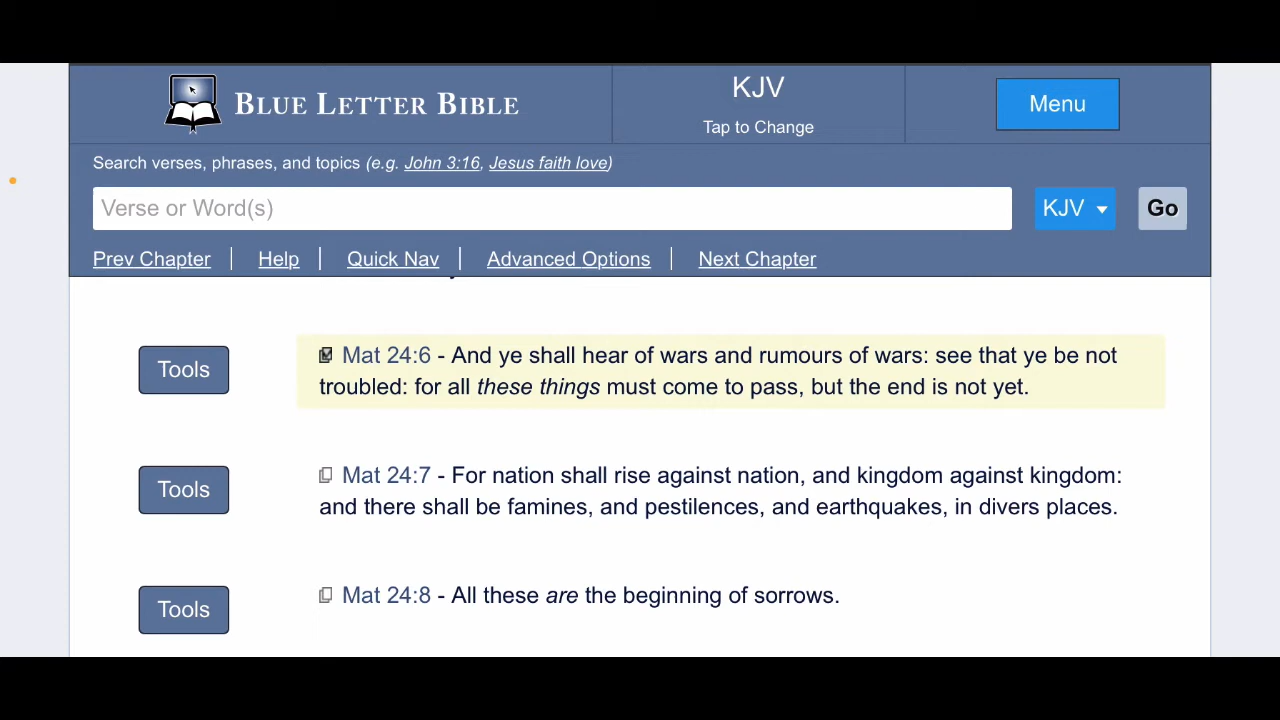 BLUE LETTER BIBLE
KJV
Tap to Change
Menu
Search verses, phrases, and topics (e.g. John 3:16, Jesus faith love)
Verse or Word(s)
KJV
Go
Prev Chapter | Help | Quick Nav | Advanced Options | Next Chapter
Tools
Mat 24:6 - And ye shall hear of wars and rumours of wars: see that ye be not
troubled: for all these things must come to pass, but the end is not yet.
Tools
Mat 24:7 - For nation shall rise against nation, and kingdom against kingdom:
and there shall be famines, and pestilences, and earthquakes, in divers places.
Tools
Mat 24:8 - All these are the beginning of sorrows.